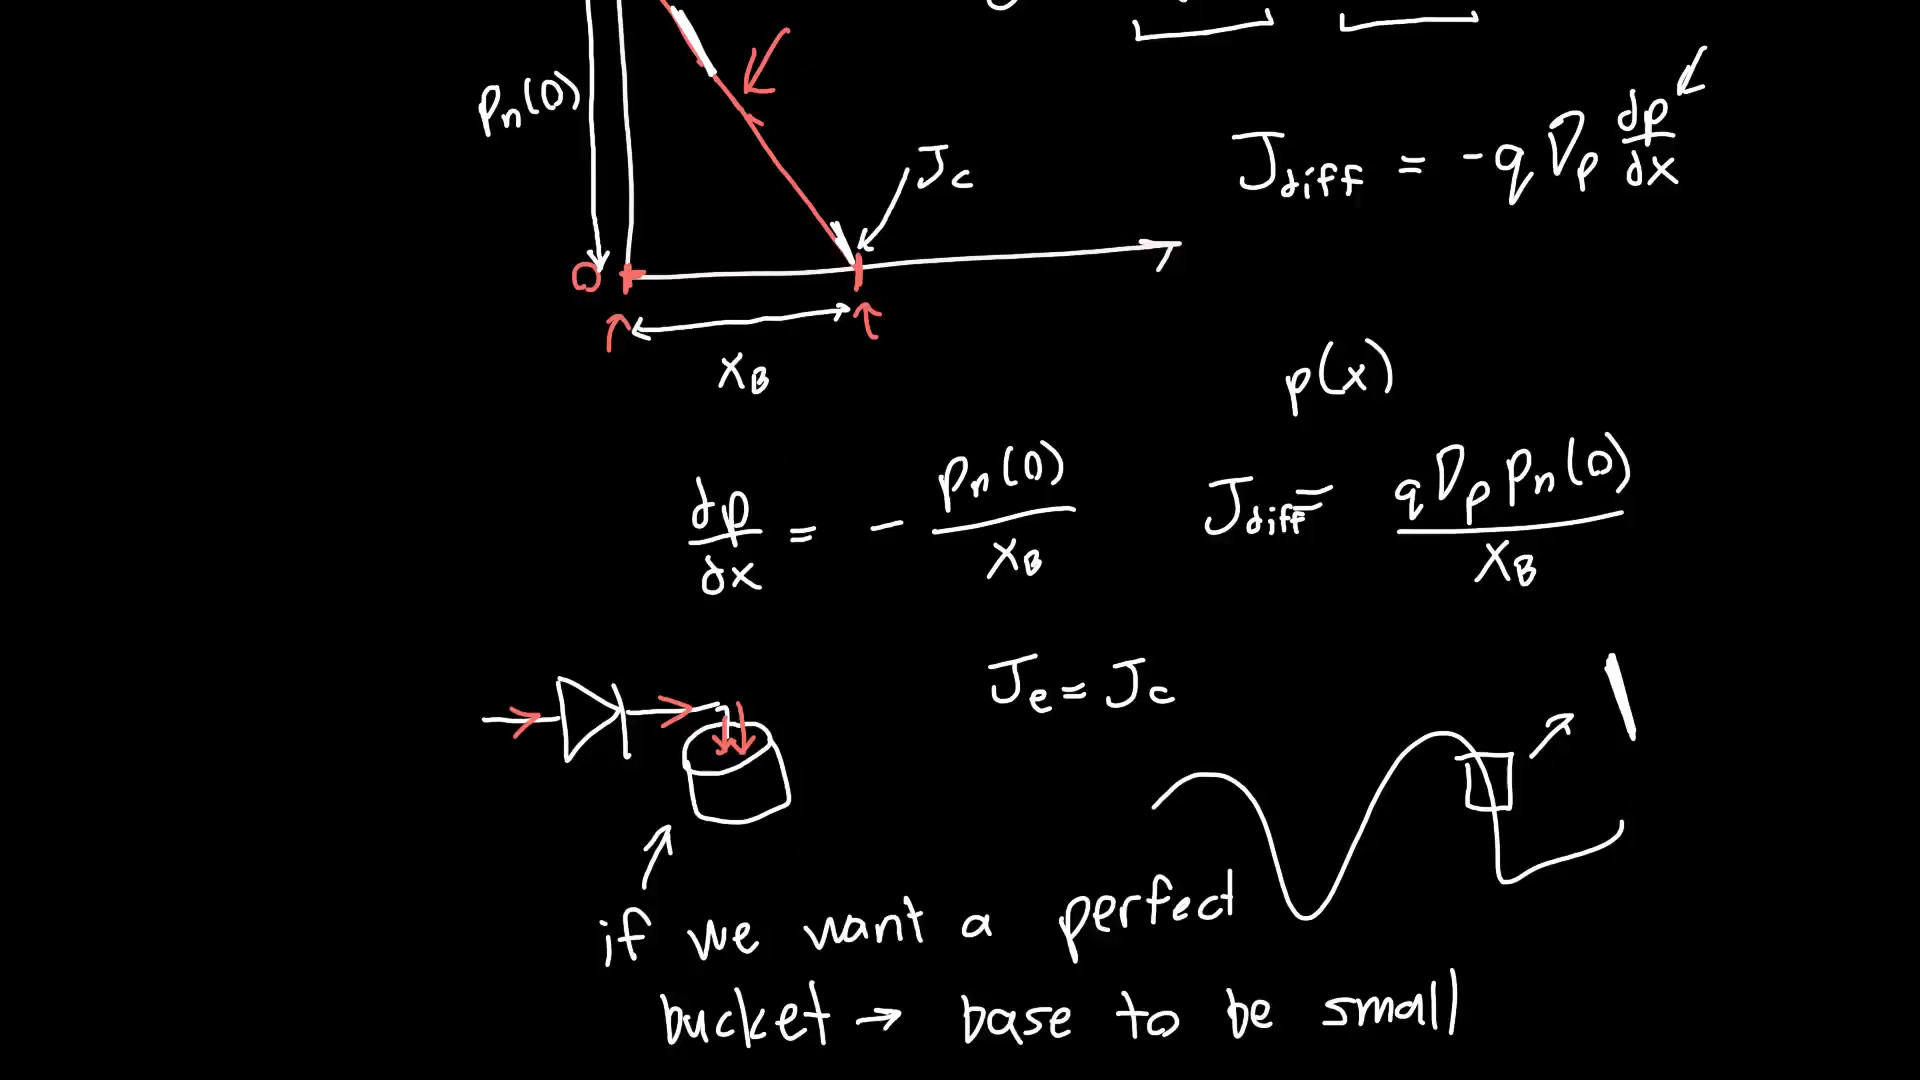 pn(0)
Jc
Jdiff = -q Dp dp/dx
0
xB
p(x)
dp/dx = - pn(0)/xB
Jdiff = q Dp pn(0)/xB
Je = Jc
if we want a perfect
bucket → base to be small